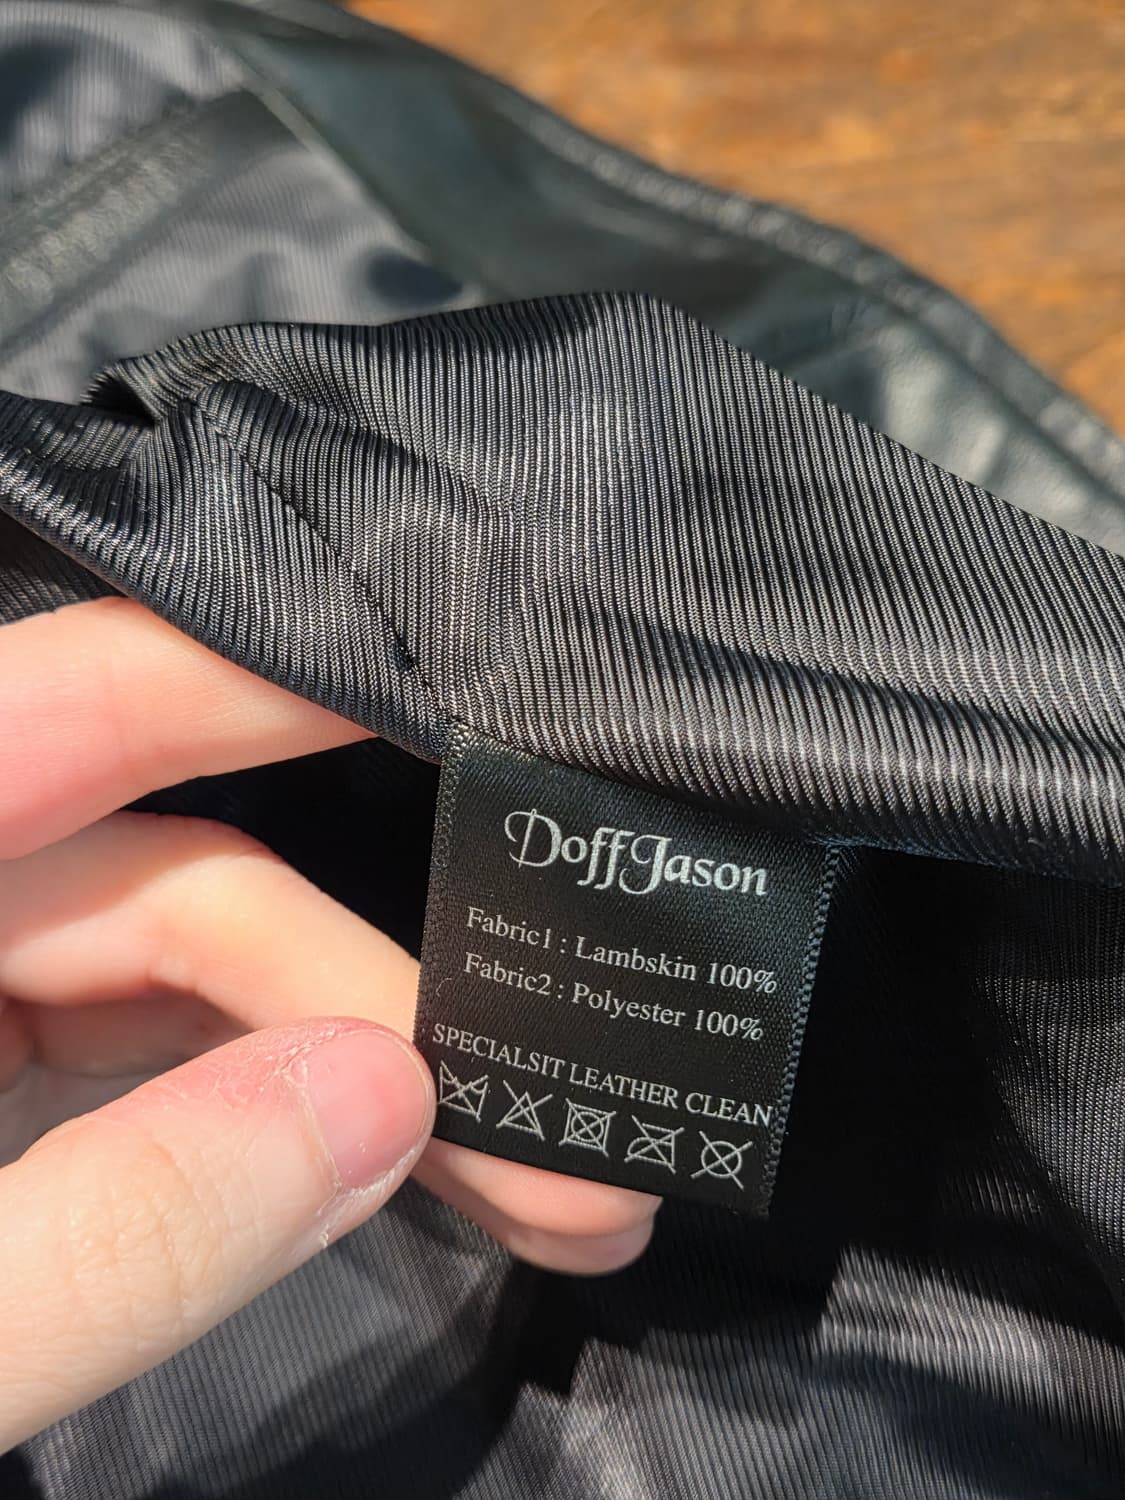 DoffJason
Fabric1 : Lambskin 100%
Fabric2 : Polyester 100%
SPECIALSIT LEATHER CLEAN